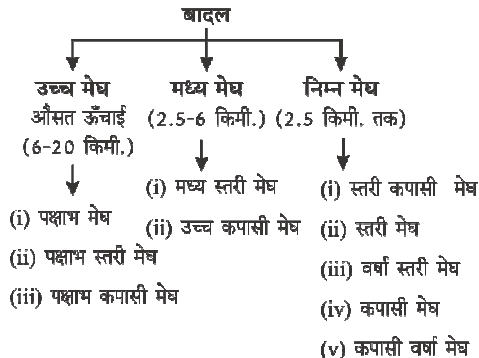 बादल
उच्च मेघ
औसत ऊँचाई
(6-20 किमी.)
(i) पक्षाभ मेघ
(ii) पक्षाभ स्तरी मेघ
(iii) पक्षाभ कपासी मेघ
मध्य मेघ
(2.5-6 किमी.)
(i) मध्य स्तरी मेघ
(ii) उच्च कपासी मेघ
निम्न मेघ
(2.5 किमी. तक)
(i) स्तरी कपासी मेघ
(ii) स्तरी मेघ
(iii) वर्षा स्तरी मेघ
(iv) कपासी मेघ
(v) कपासी वर्षा मेघ